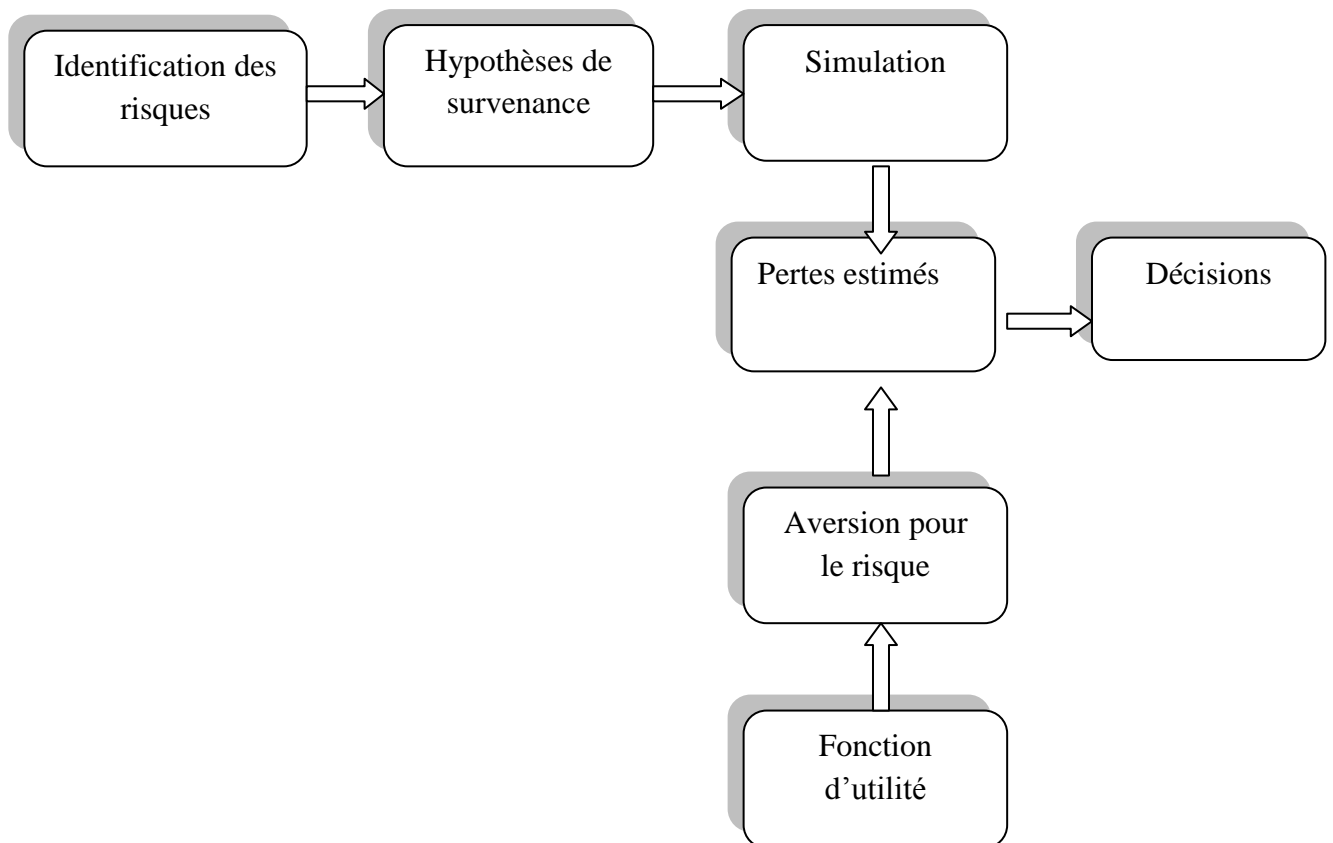 Identification des
risques
Hypothèses de
survenance
Simulation
Pertes estimés
Décisions
Aversion pour
le risque
Fonction
d’utilité